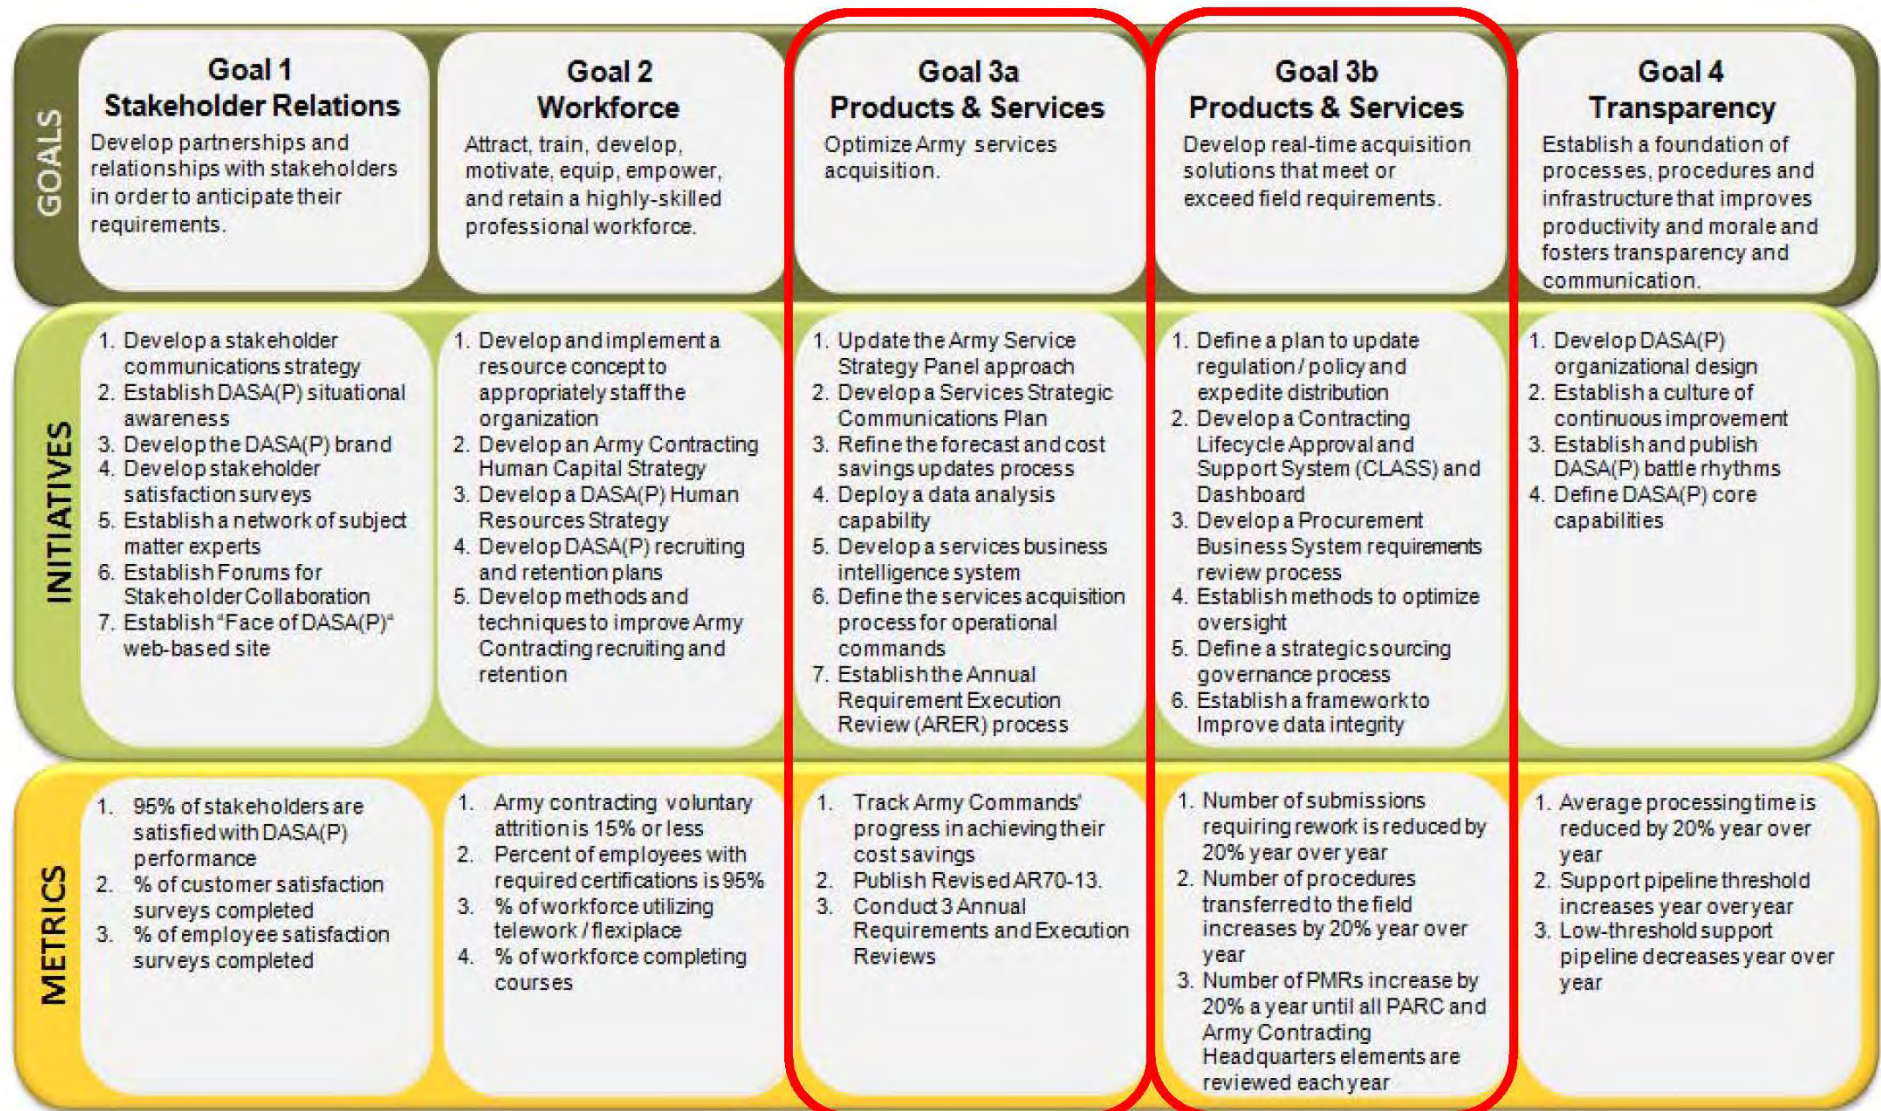 GOALS
Goal 1
Stakeholder Relations
Develop partnerships and
relationships with stakeholders
in order to anticipate their
requirements.
Goal 2
Workforce
Attract, train, develop,
motivate, equip, empower,
and retain a highly-skilled
professional workforce.
Goal 3a
Products & Services
Optimize Army services
acquisition.
Goal 3b
Products & Services
Develop real-time acquisition
solutions that meet or
exceed field requirements.
Goal 4
Transparency
Establish a foundation of
processes, procedures and
infrastructure that improves
productivity and morale and
fosters transparency and
communication.
INITIATIVES
1. Develop a stakeholder
communications strategy
2. Establish DASA(P) situational
awareness
3. Develop the DASA(P) brand
4. Develop stakeholder
satisfaction surveys
5. Establish a network of subject
matter experts
6. Establish Forums for
Stakeholder Collaboration
7. Establish "Face of DASA(P)"
web-based site
1. Develop and implement a
resource concept to
appropriately staff the
organization
2. Develop an Army Contracting
Human Capital Strategy
3. Develop a DASA(P) Human
Resources Strategy
4. Develop DASA(P) recruiting
and retention plans
5. Develop methods and
techniques to improve Army
Contracting recruiting and
retention
1. Update the Army Service
Strategy Panel approach
2. Develop a Services Strategic
Communications Plan
3. Refine the forecast and cost
savings updates process
4. Deploy a data analysis
capability
5. Develop a services business
intelligence system
6. Define the services acquisition
process for operational
commands
7. Establish the Annual
Requirement Execution
Review (ARER) process
1. Define a plan to update
regulation / policy and
expedite distribution
2. Develop a Contracting
Lifecycle Approval and
Support System (CLASS) and
Dashboard
3. Develop a Procurement
Business System requirements
review process
4. Establish methods to optimize
oversight
5. Define a strategic sourcing
governance process
6. Establish a framework to
Improve data integrity
1. Develop DASA(P)
organizational design
2. Establish a culture of
continuous improvement
3. Establish and publish
DASA(P) battle rhythms
4. Define DASA(P) core
capabilities
METRICS
1. 95% of stakeholders are
satisfied with DASA(P)
performance
2. % of customer satisfaction
surveys completed
3. % of employee satisfaction
surveys completed
1. Army contracting voluntary
attrition is 15% or less
2. Percent of employees with
required certifications is 95%
3. % of workforce utilizing
telework / flexiplace
4. % of workforce completing
courses
1. Track Army Commands'
progress in achieving their
cost savings
2. Publish Revised AR70-13.
3. Conduct 3 Annual
Requirements and Execution
Reviews
1. Number of submissions
requiring rework is reduced by
20% year over year
2. Number of procedures
transferred to the field
increases by 20% year over
year
3. Number of PMRs increase by
20% a year until all PARC and
Army Contracting
Headquarters elements are
reviewed each year
1. Average processing time is
reduced by 20% year over
year
2. Support pipeline threshold
increases year over year
3. Low-threshold support
pipeline decreases year over
year